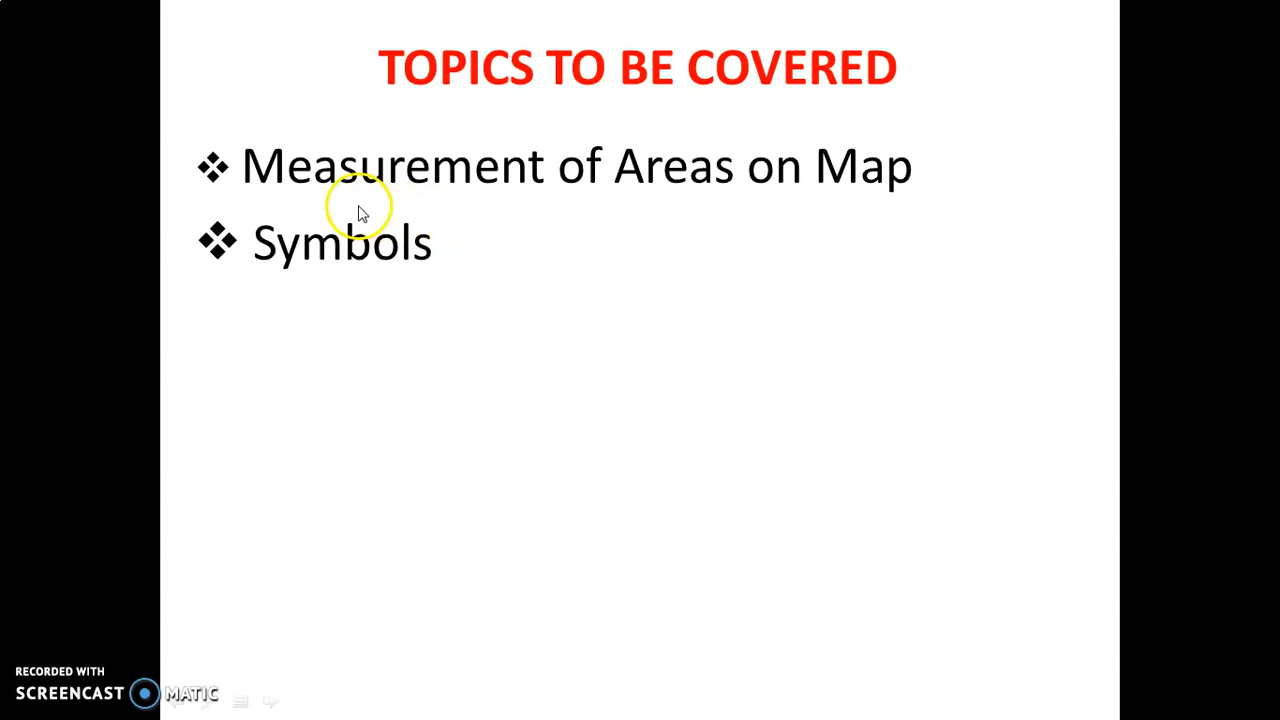 TOPICS TO BE COVERED
❖ Measurement of Areas on Map
❖ Symbols
RECORDED WITH
SCREENCAST MATIC